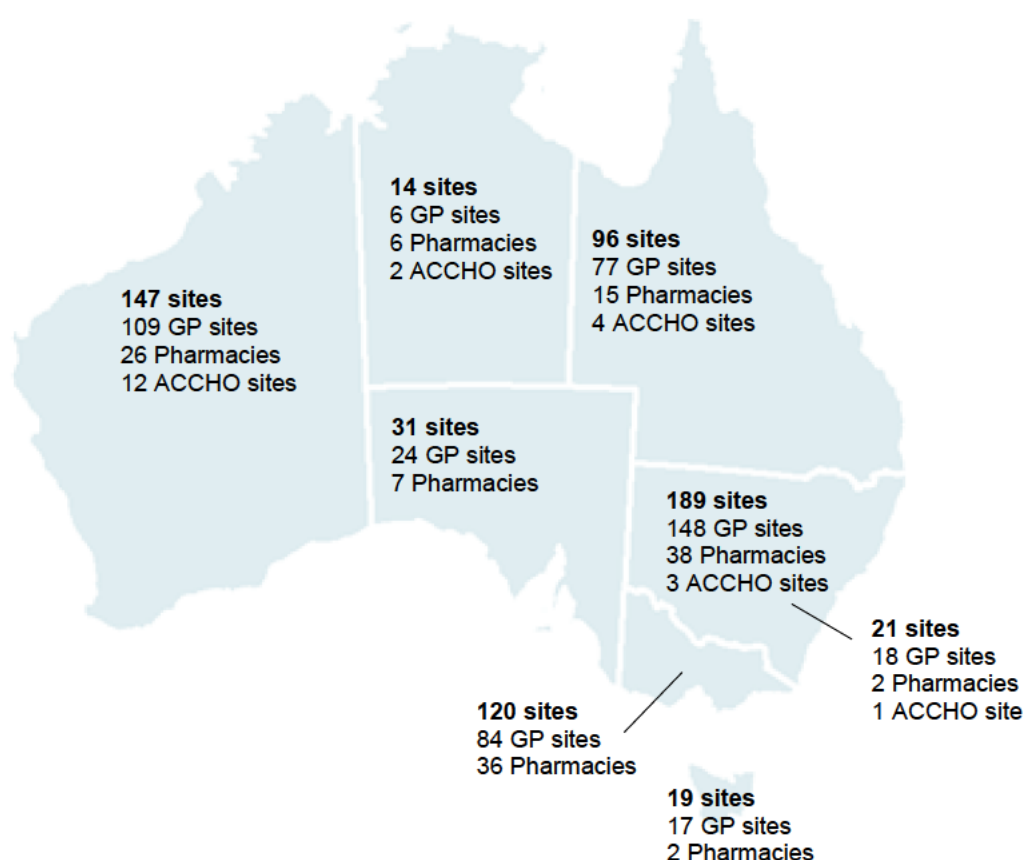 14 sites
6 GP sites
6 Pharmacies
2 ACCHO sites
96 sites
77 GP sites
15 Pharmacies
4 ACCHO sites
147 sites
109 GP sites
26 Pharmacies
12 ACCHO sites
31 sites
24 GP sites
7 Pharmacies
189 sites
148 GP sites
38 Pharmacies
3 ACCHO sites
21 sites
18 GP sites
2 Pharmacies
1 ACCHO site
120 sites
84 GP sites
36 Pharmacies
19 sites
17 GP sites
2 Pharmacies